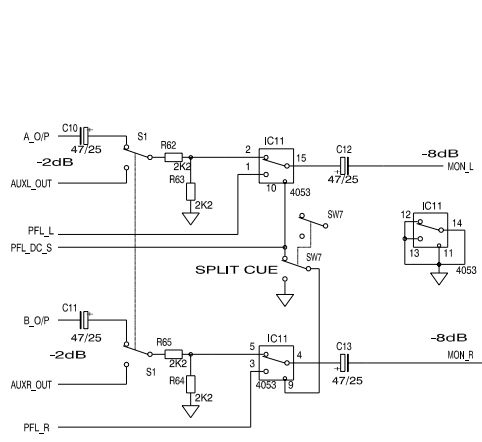 C10
A_O/P
47/25
-2dB
S1
AUXL_OUT
R62
2K2
R63
2K2
IC11
2
15
1
10
4053
C12
47/25
-8dB
MON_L
PFL_L
PFL_DC_S
SW7
SW7
SPLIT CUE
IC11
12
14
13
11
4053
C11
B_O/P
47/25
-2dB
S1
AUXR_OUT
R65
2K2
R64
2K2
IC11
5
4
3
9
4053
C13
47/25
-8dB
MON_R
PFL_R